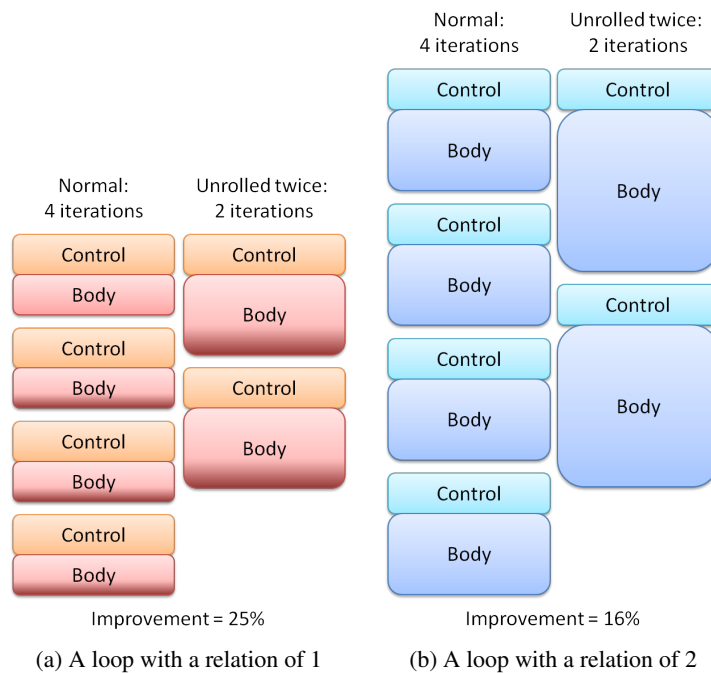 Normal:
4 iterations
Unrolled twice:
2 iterations
Control
Body
Control
Body
Control
Body
Control
Body
Control
Body
Control
Body
Improvement = 25%
(a) A loop with a relation of 1
Normal:
4 iterations
Unrolled twice:
2 iterations
Control
Body
Control
Body
Control
Body
Control
Body
Control
Body
Control
Body
Improvement = 16%
(b) A loop with a relation of 2